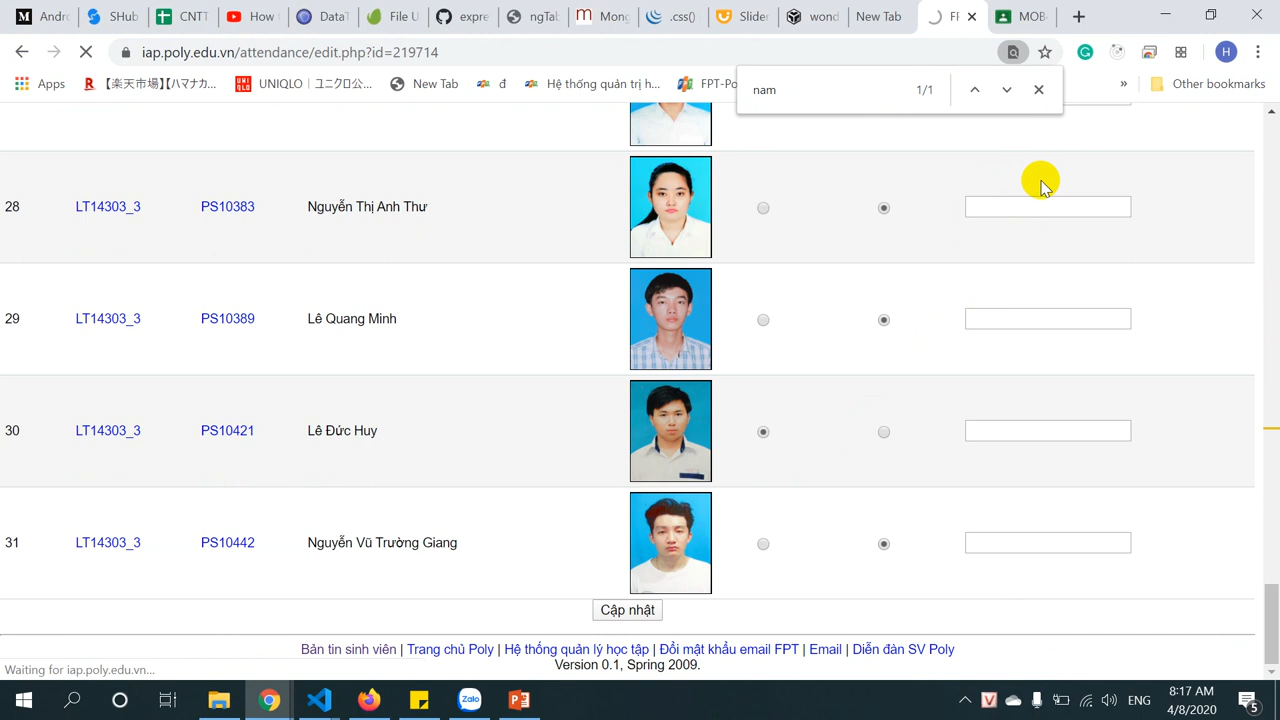 Andro
SHub
CNTT
How
DataT
File U
expre
ngTab
Mong
.css()
Slider
wond
New Tab
FF
MOB-
iap.poly.edu.vn/attendance/edit.php?id=219714
H
Apps
【楽天市場】【ハマナカ...
UNIQLO｜ユニクロ公...
New Tab
đ
Hệ thống quản trị h...
FPT-Po
Other bookmarks
nam 1/1
28 LT14303_3 PS10383 Nguyễn Thị Anh Thư
29 LT14303_3 PS10389 Lê Quang Minh
30 LT14303_3 PS10421 Lê Đức Huy
31 LT14303_3 PS10442 Nguyễn Vũ Trường Giang
Cập nhật
Bản tin sinh viên | Trang chủ Poly | Hệ thống quản lý học tập | Đổi mật khẩu email FPT | Email | Diễn đàn SV Poly
Version 0.1, Spring 2009.
Waiting for iap.poly.edu.vn...
Zalo
ENG
8:17 AM
4/8/2020
5